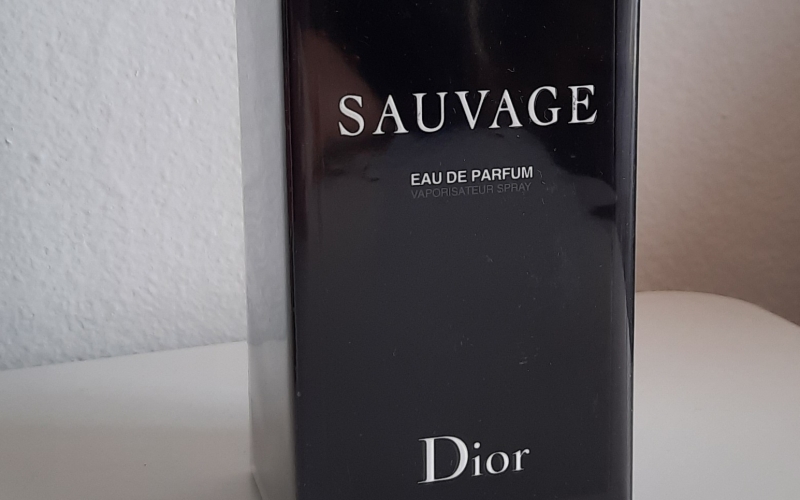 SAUVAGE
EAU DE PARFUM
VAPORISATEUR SPRAY
Dior